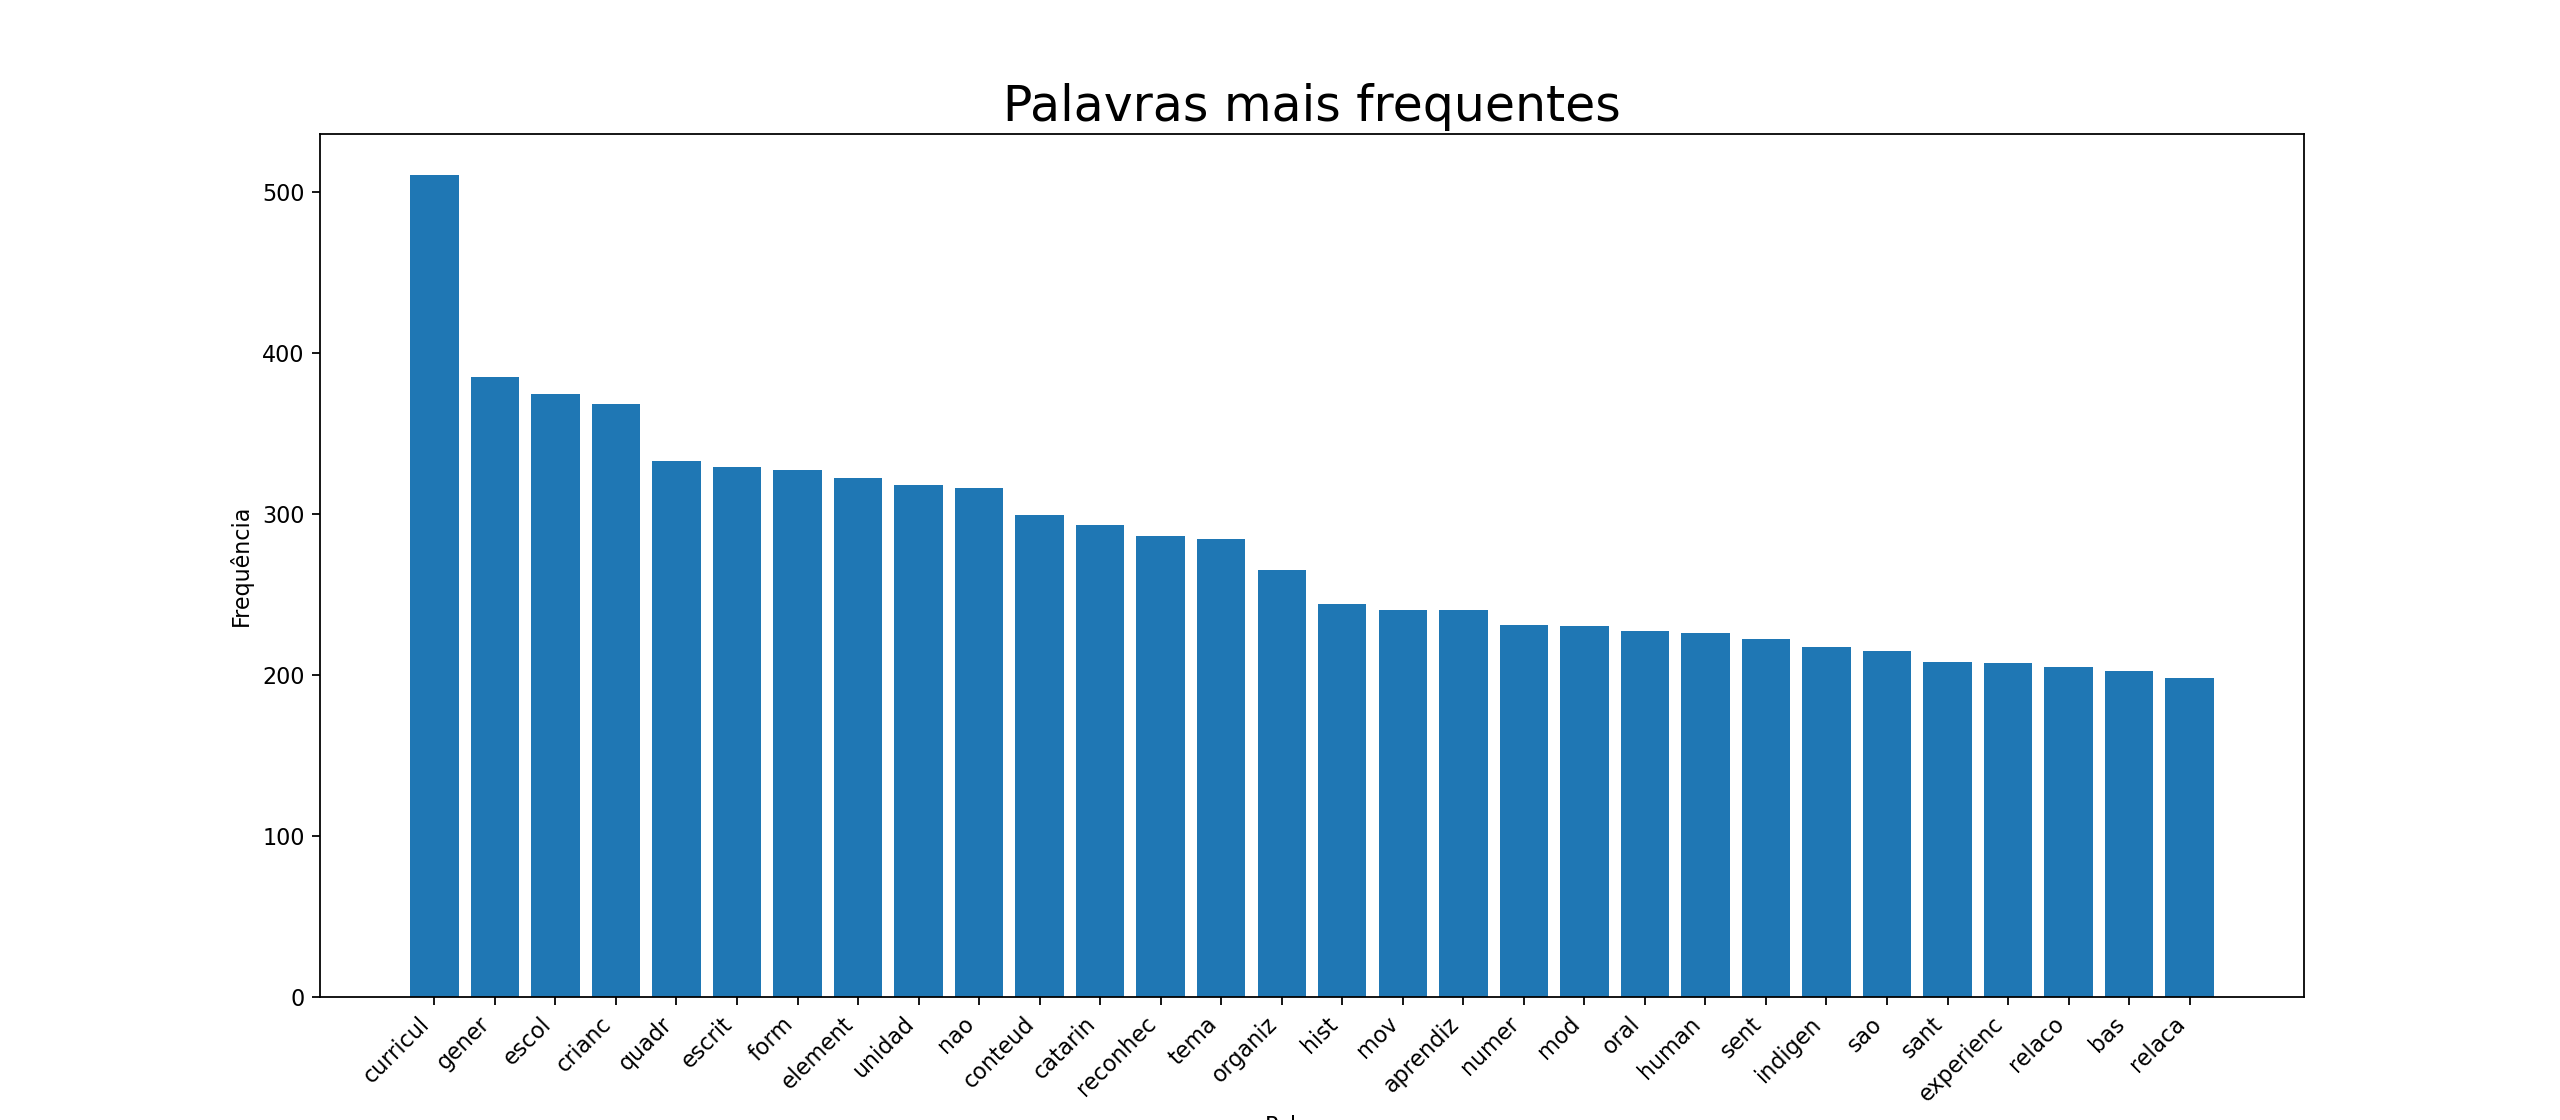 Palavras mais frequentes
Frequência
500
400
300
200
100
0
curricul
gener
escol
crianc
quadr
escrit
form
element
unidad
nao
conteud
catarin
reconhec
tema
organiz
hist
mov
aprendiz
numer
mod
oral
human
sent
indigen
sao
sant
experienc
relaco
bas
relaca